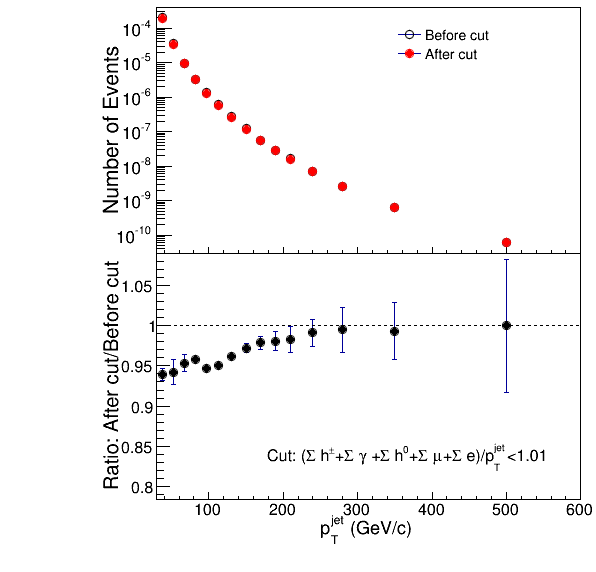 Number of Events
10⁻⁴
10⁻⁵
10⁻⁶
10⁻⁷
10⁻⁸
10⁻⁹
10⁻¹⁰
Before cut
After cut
Ratio: After cut/Before cut
1.05
1
0.95
0.9
0.85
0.8
Cut: (Σ h±+Σ γ +Σ h⁰+Σ μ+Σ e)/p_T^jet<1.01
100 200 300 400 500 600
p_T^jet (GeV/c)